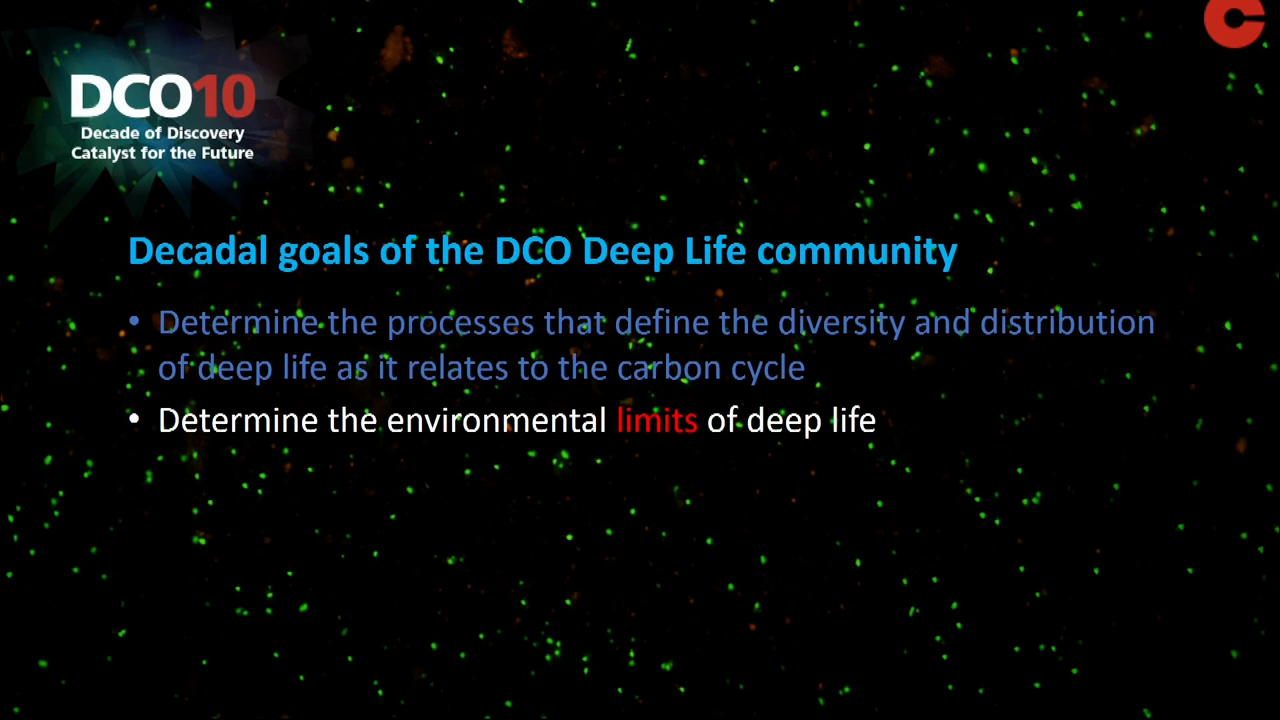 DCO10
Decade of Discovery
Catalyst for the Future
Decadal goals of the DCO Deep Life community
• Determine the processes that define the diversity and distribution
of deep life as it relates to the carbon cycle
• Determine the environmental limits of deep life